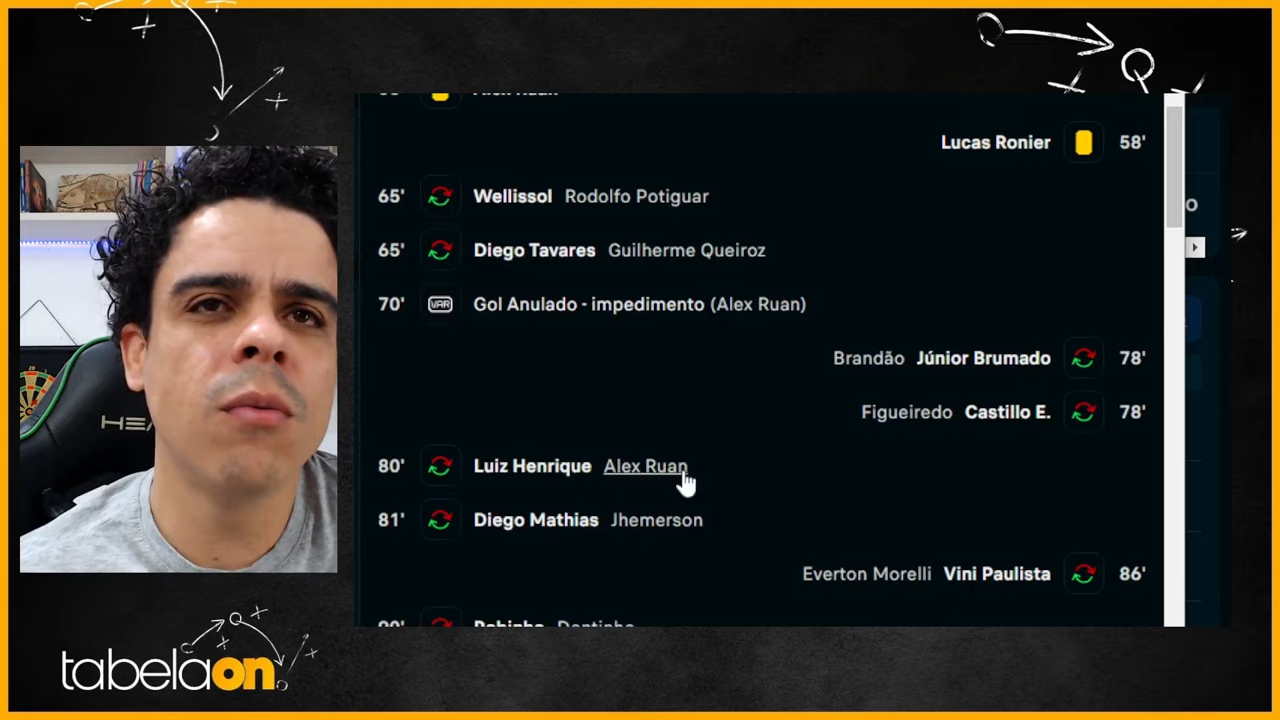 Lucas Ronier 58'
65' Wellissol Rodolfo Potiguar
65' Diego Tavares Guilherme Queiroz
70' VAR Gol Anulado - impedimento (Alex Ruan)
Brandão Júnior Brumado 78'
Figueiredo Castillo E. 78'
80' Luiz Henrique Alex Ruan
81' Diego Mathias Jhemerson
Everton Morelli Vini Paulista 86'
tabelaon